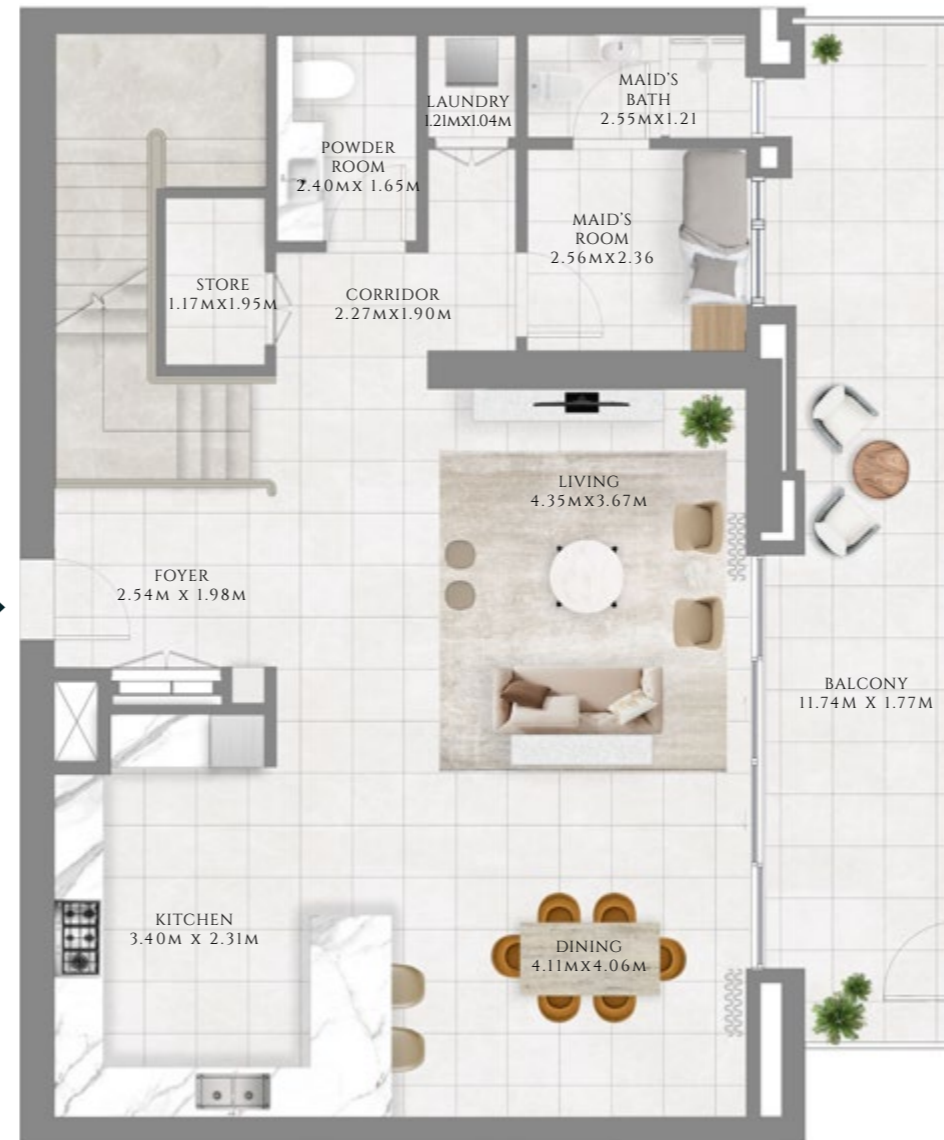 MAID'S
BATH
2.55MX1.21
LAUNDRY
1.21MX1.04M
POWDER
ROOM
2.40MX 1.65M
MAID'S
ROOM
2.56MX2.36
STORE
1.17MX1.95M
CORRIDOR
2.27MX1.90M
LIVING
4.35MX3.67M
FOYER
2.54M X 1.98M
BALCONY
11.74M X 1.77M
KITCHEN
3.40M X 2.31M
DINING
4.11MX4.06M